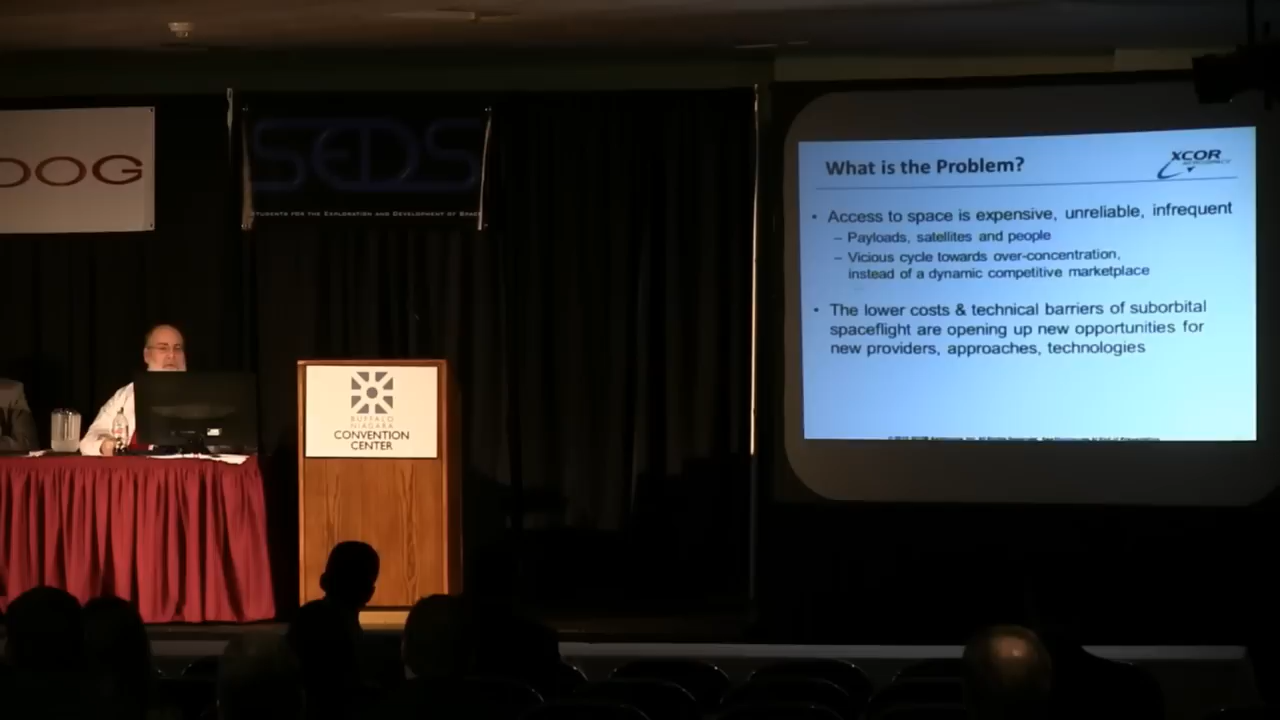 DOG
SEDS
STUDENTS FOR THE EXPLORATION AND DEVELOPMENT OF SPACE
BUFFALO
NIAGARA
CONVENTION
CENTER
What is the Problem?
XCOR
AEROSPACE
• Access to space is expensive, unreliable, infrequent
– Payloads, satellites and people
– Vicious cycle towards over-concentration,
instead of a dynamic competitive marketplace
• The lower costs & technical barriers of suborbital
spaceflight are opening up new opportunities for
new providers, approaches, technologies